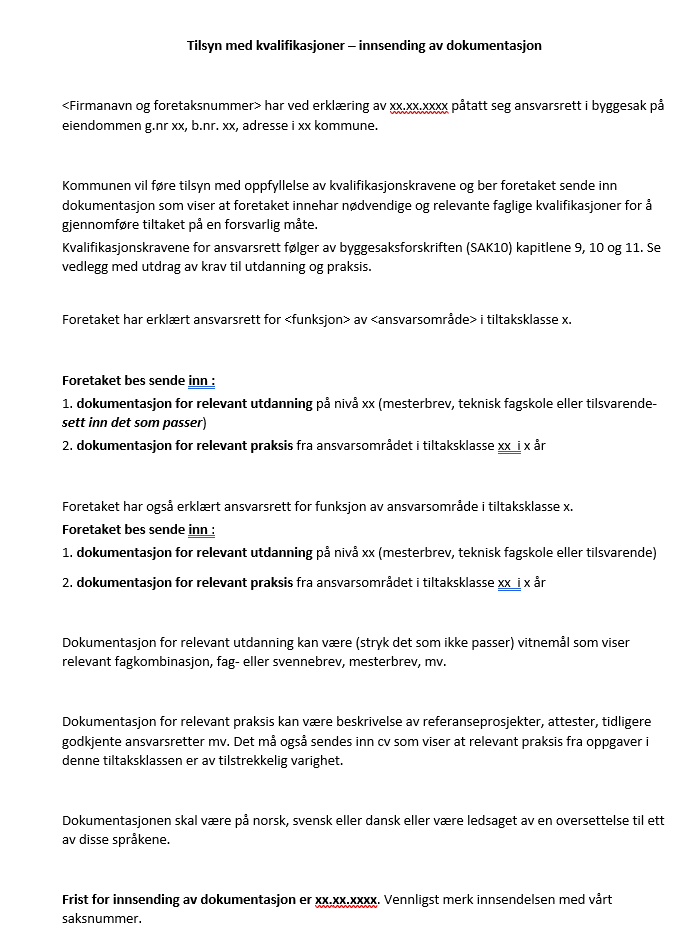 Tilsyn med kvalifikasjoner – innsending av dokumentasjon
<Firmanavn og foretaksnummer> har ved erklæring av xx.xx.xxxx påtatt seg ansvarsrett i byggesak på
eiendommen g.nr xx, b.nr. xx, adresse i xx kommune.
Kommunen vil føre tilsyn med oppfyllelse av kvalifikasjonskravene og ber foretaket sende inn
dokumentasjon som viser at foretaket innehar nødvendige og relevante faglige kvalifikasjoner for å
gjennomføre tiltaket på en forsvarlig måte.
Kvalifikasjonskravene for ansvarsrett følger av byggesaksforskriften (SAK10) kapitlene 9, 10 og 11. Se
vedlegg med utdrag av krav til utdanning og praksis.
Foretaket har erklært ansvarsrett for <funksjon> av <ansvarsområde> i tiltaksklasse x.
Foretaket bes sende inn :
1. dokumentasjon for relevant utdanning på nivå xx (mesterbrev, teknisk fagskole eller tilsvarende-
sett inn det som passer)
2. dokumentasjon for relevant praksis fra ansvarsområdet i tiltaksklasse xx i x år
Foretaket har også erklært ansvarsrett for funksjon av ansvarsområde i tiltaksklasse x.
Foretaket bes sende inn :
1. dokumentasjon for relevant utdanning på nivå xx (mesterbrev, teknisk fagskole eller tilsvarende)
2. dokumentasjon for relevant praksis fra ansvarsområdet i tiltaksklasse xx i x år
Dokumentasjon for relevant utdanning kan være (stryk det som ikke passer) vitnemål som viser
relevant fagkombinasjon, fag- eller svennebrev, mesterbrev, mv.
Dokumentasjon for relevant praksis kan være beskrivelse av referanseprosjekter, attester, tidligere
godkjente ansvarsretter mv. Det må også sendes inn cv som viser at relevant praksis fra oppgaver i
denne tiltaksklassen er av tilstrekkelig varighet.
Dokumentasjonen skal være på norsk, svensk eller dansk eller være ledsaget av en oversettelse til ett
av disse språkene.
Frist for innsending av dokumentasjon er xx.xx.xxxx. Vennligst merk innsendelsen med vårt
saksnummer.